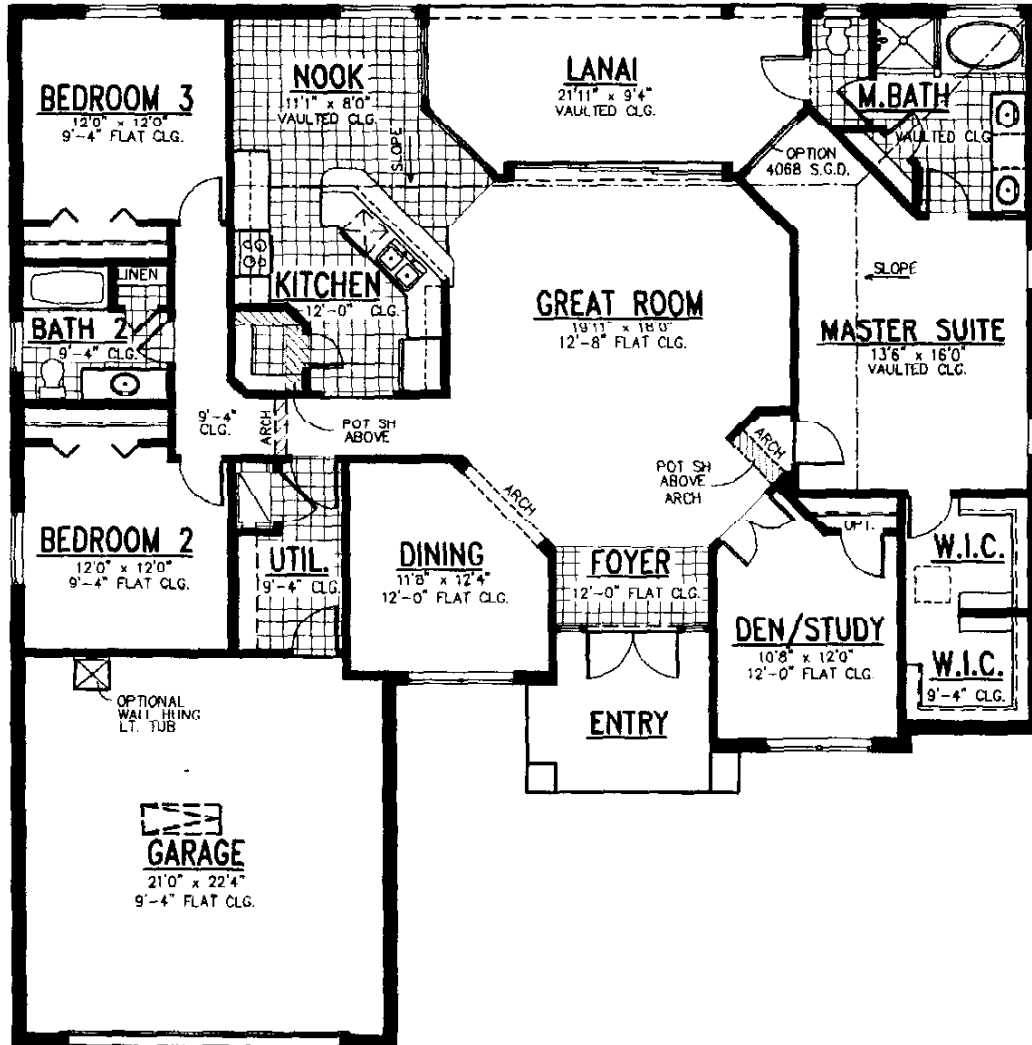 BEDROOM 3
12'0" x 12'0"
9'-4" FLAT CLG.
NOOK
11'1" x 8'0"
VAULTED CLG.
SLOPE
LANAI
21'11" x 9'4"
VAULTED CLG.
M.BATH
VAULTED CLG
OPTION
4068 S.G.D.
LINEN
BATH 2
9'-4" CLG.
KITCHEN
12'-0" CLG.
GREAT ROOM
19'11" x 18'0"
12'-8" FLAT CLG.
SLOPE
MASTER SUITE
13'6" x 16'0"
VAULTED CLG.
9'-4"
CLG.
ARCH
POT SH
ABOVE
ARCH
POT SH
ABOVE
ARCH
ARCH
BEDROOM 2
12'0" x 12'0"
9'-4" FLAT CLG.
UTIL.
9'-4" CLG.
DINING
11'8" x 12'4"
12'-0" FLAT CLG.
FOYER
12'-0" FLAT CLG.
OPT.
W.I.C.
DEN/STUDY
10'8" x 12'0"
12'-0" FLAT CLG.
W.I.C.
9'-4" CLG.
OPTIONAL
WALL HUNG
LT. TUB
ENTRY
GARAGE
21'0" x 22'4"
9'-4" FLAT CLG.